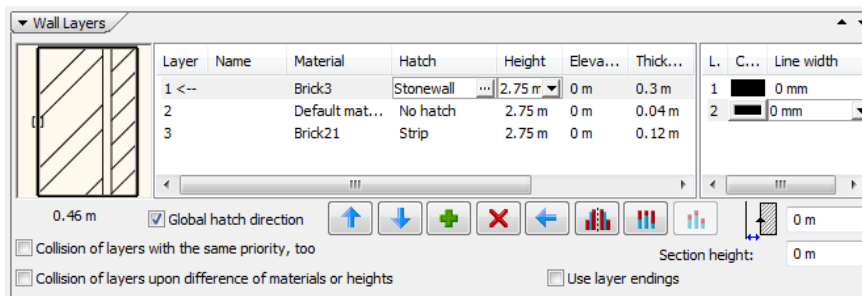 Wall Layers
Layer Name Material Hatch Height Eleva... Thick... L. C... Line width
1 <-- Brick3 Stonewall ... 2.75 m 0 m 0.3 m 1 0 mm
2 Default mat... No hatch 2.75 m 0 m 0.04 m 2 0 mm
3 Brick21 Strip 2.75 m 0 m 0.12 m
0.46 m Global hatch direction 0 m
Collision of layers with the same priority, too Section height: 0 m
Collision of layers upon difference of materials or heights Use layer endings